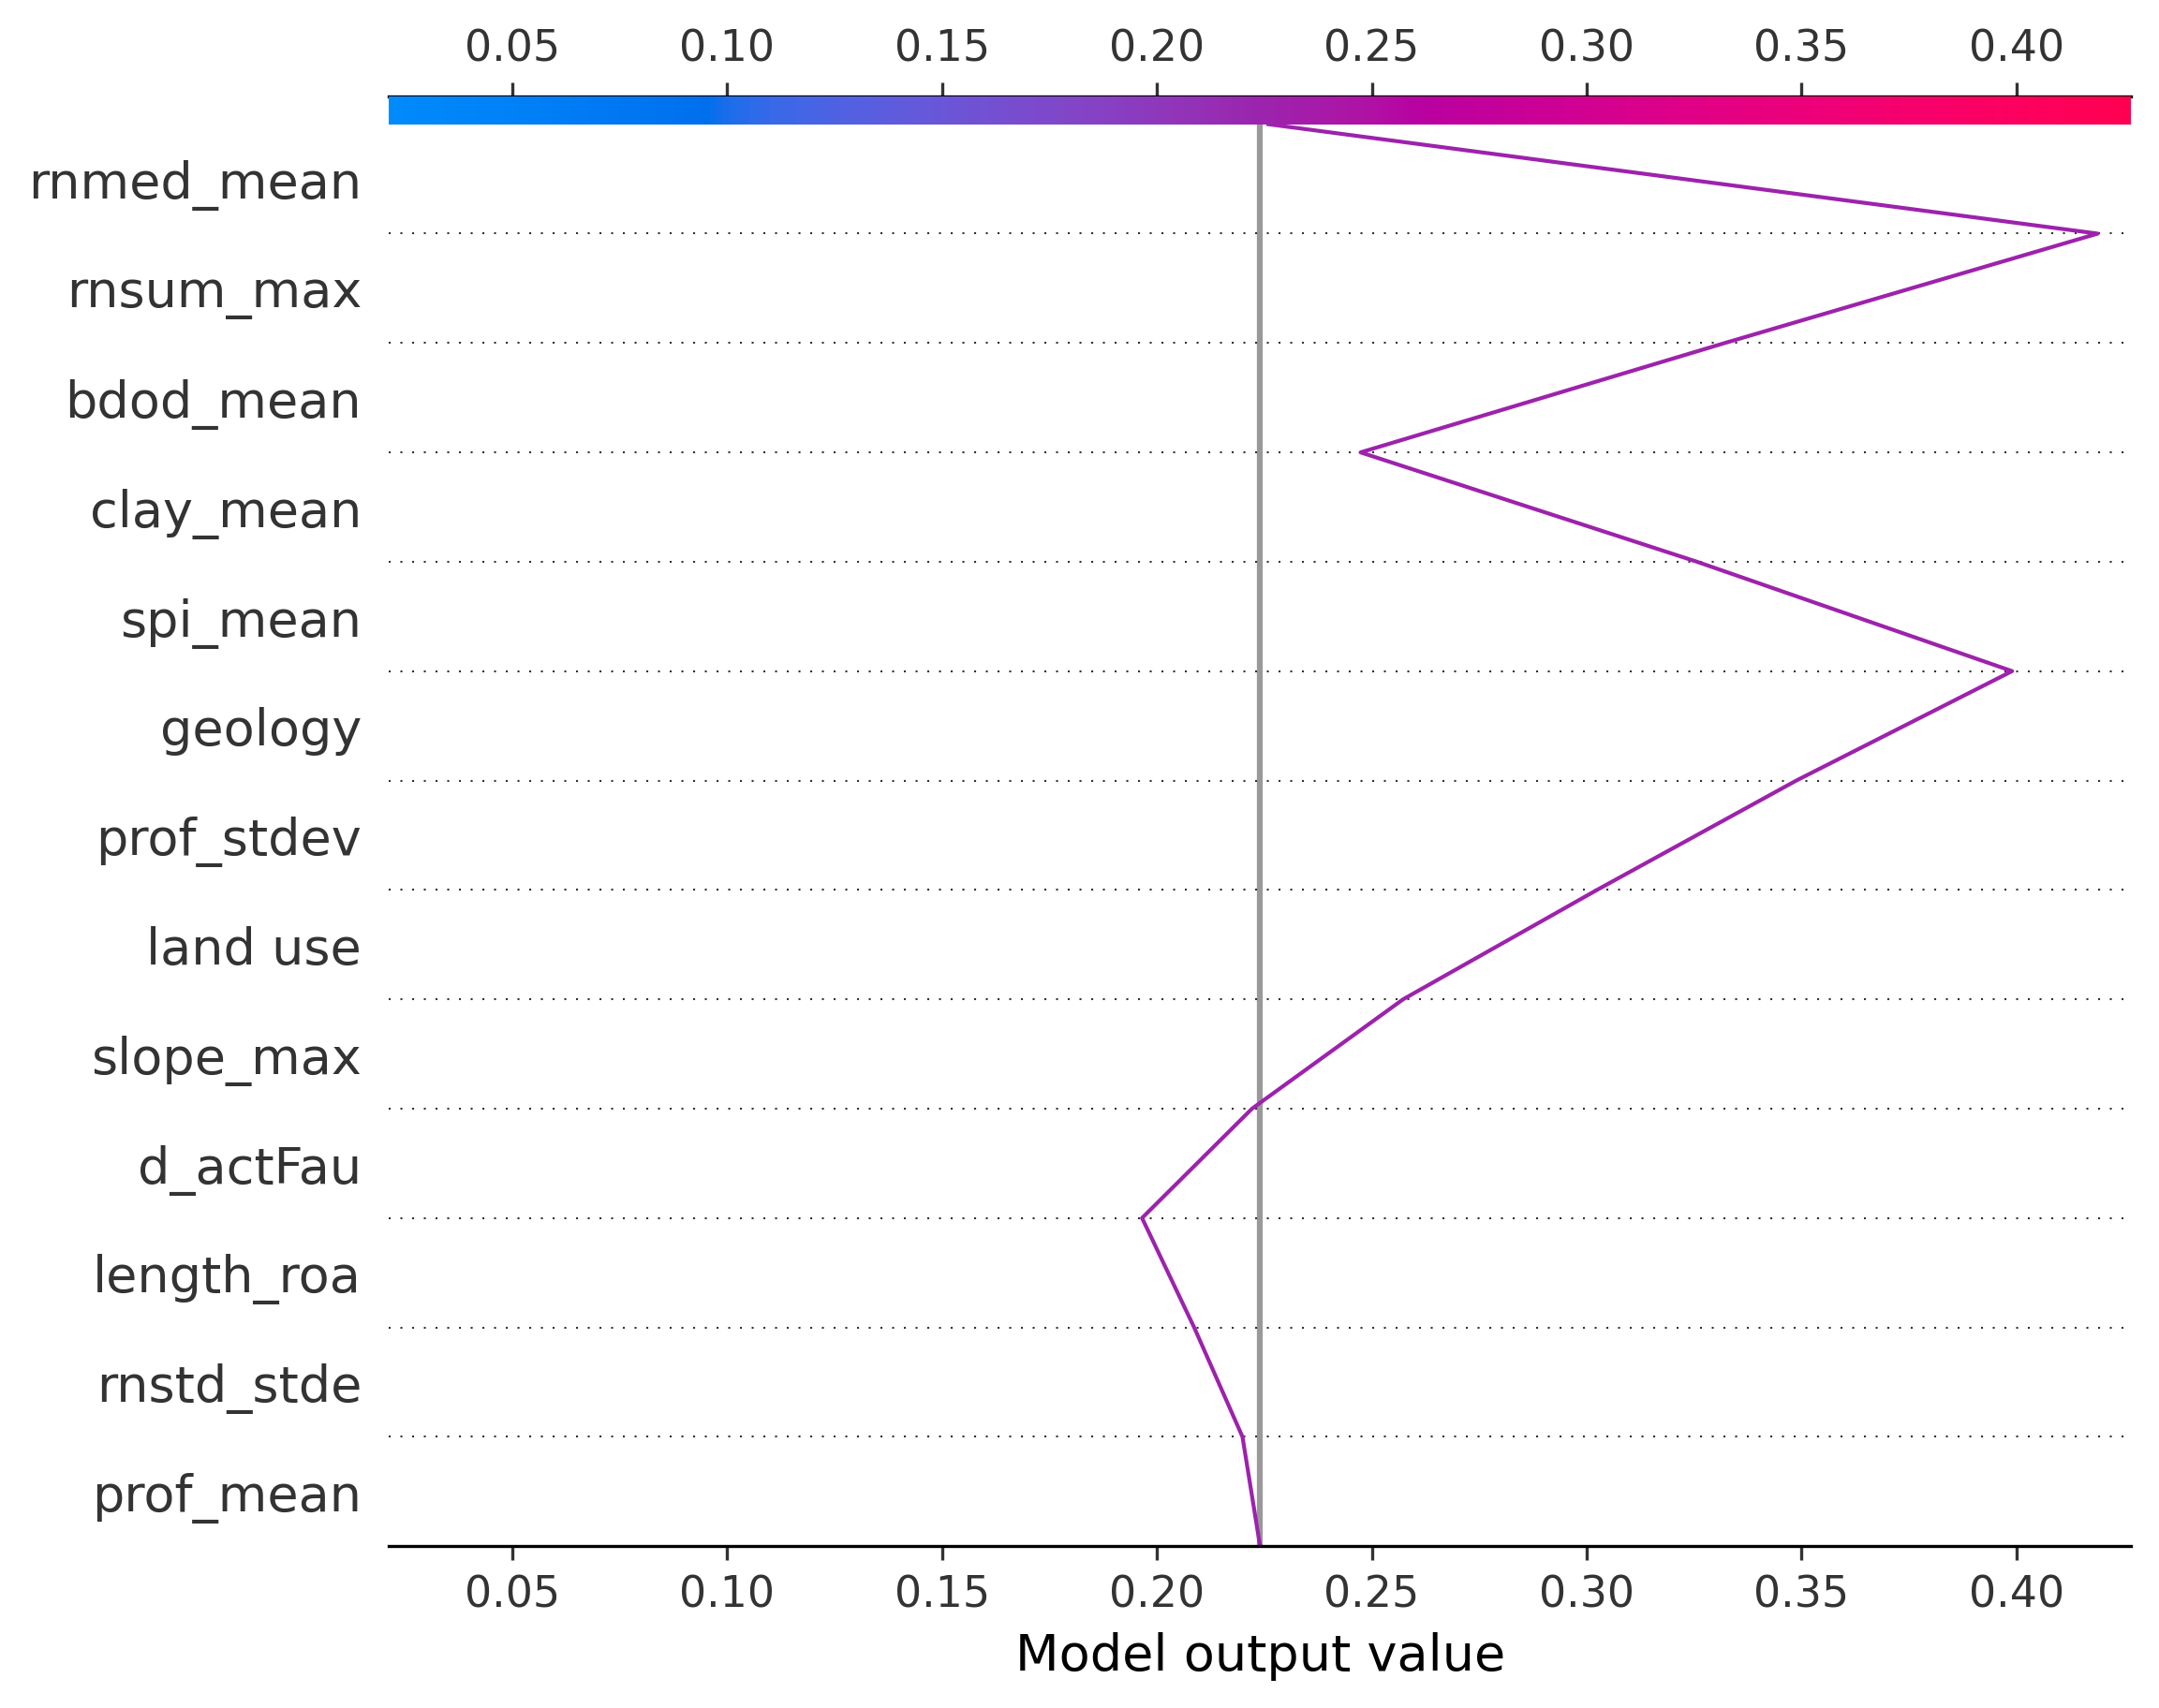 0.05 0.10 0.15 0.20 0.25 0.30 0.35 0.40
rnmed_mean
rnsum_max
bdod_mean
clay_mean
spi_mean
geology
prof_stdev
land use
slope_max
d_actFau
length_roa
rnstd_stde
prof_mean
0.05 0.10 0.15 0.20 0.25 0.30 0.35 0.40
Model output value